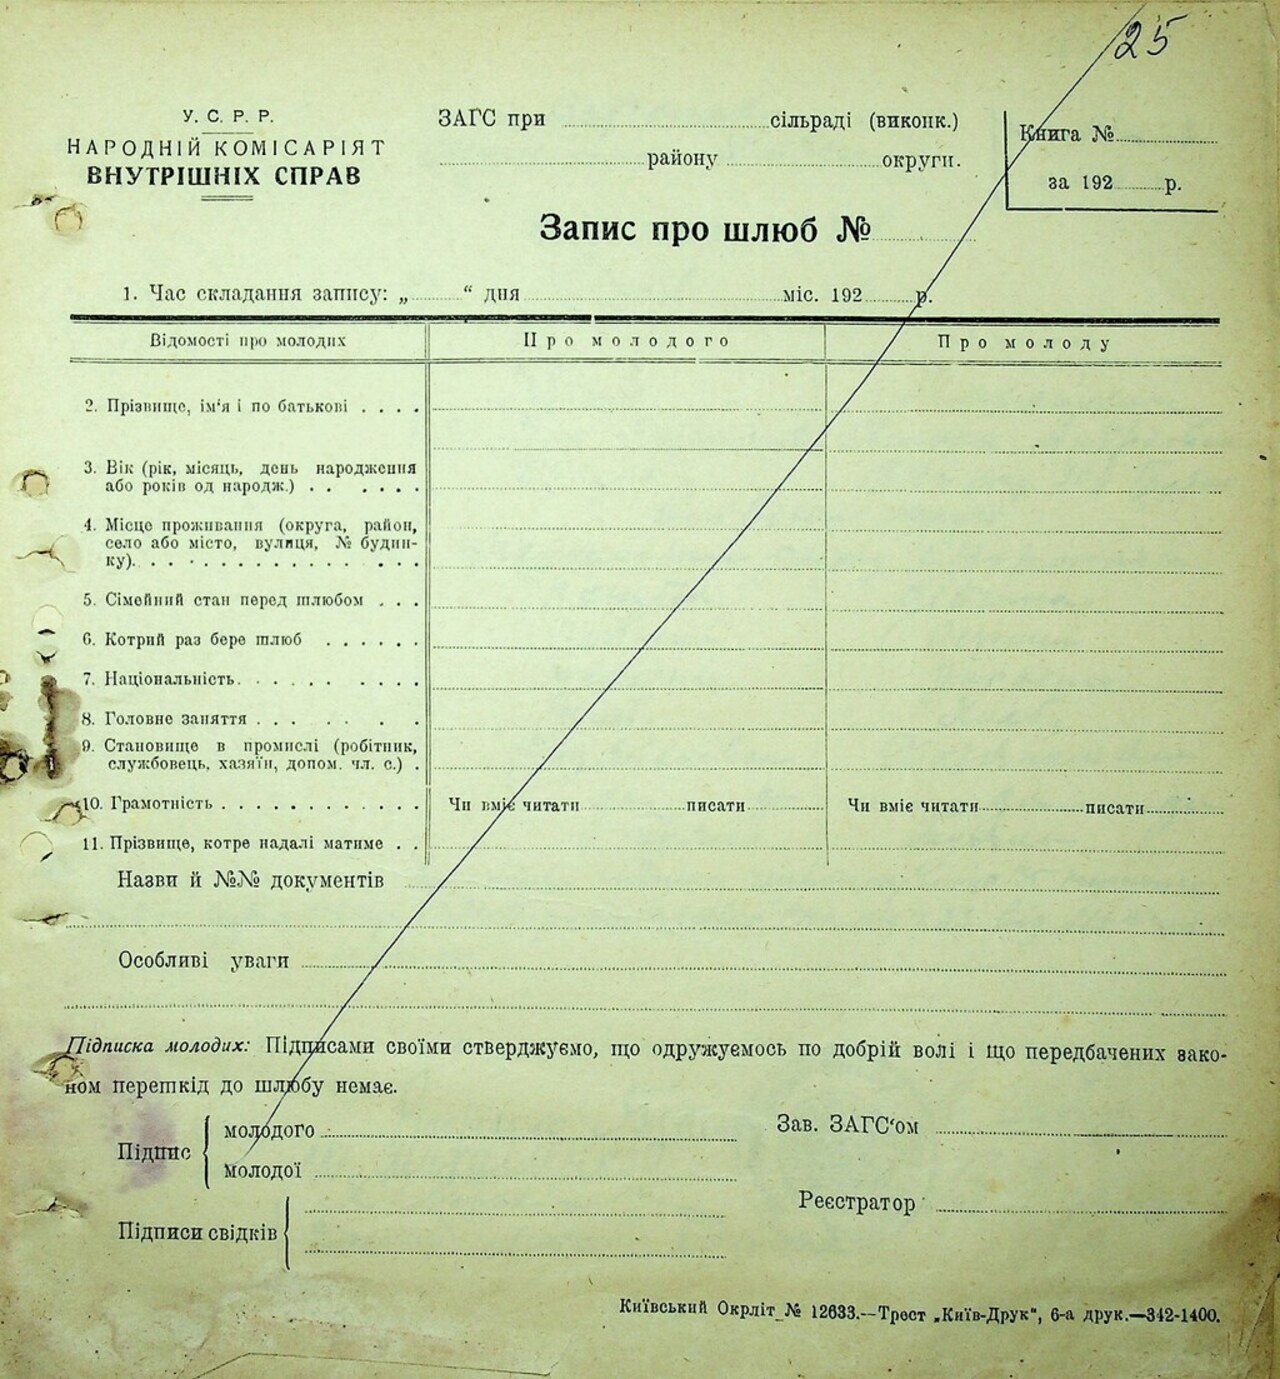 25
У. С. Р. Р.
НАРОДНІЙ КОМІСАРІЯТ
ВНУТРІШНІХ СПРАВ
ЗАГС при ........ сільраді (виконк.)
........ району ........ округи.
Книга № ........
за 192 ........ р.
Запис про шлюб № ........
1. Час складання запису: „ ........ “ дня ........ міс. 192 ........ р.
Відомості про молодих | Про молодого | Про молоду
2. Прізвище, ім‘я і по батькові . . . .
3. Вік (рік, місяць, день народження
або років од народж.) . . . . . .
4. Місце проживання (округа, район,
село або місто, вулиця, № будин-
ку). . . . . . . . . . . . . . . .
5. Сімейний стан перед шлюбом . . .
6. Котрий раз бере шлюб . . . . . .
7. Національність. . . . . . . . . .
8. Головне заняття . . . . . . .
9. Становище в промислі (робітник,
службовець, хазяїн, допом. чл. с.) .
10. Грамотність . . . . . . . . . . . . Чи вміє читати ........ писати ........ Чи вміє читати ........ писати ........
11. Прізвище, котре надалі матиме . .
Назви й №№ документів ........
Особливі уваги ........
Підписка молодих: Підписами своїми стверджуємо, що одружуємось по добрій волі і що передбачених зако-
ном перешкід до шлюбу немає.
Підпис
молодого ........
молодої ........
Зав. ЗАГС‘ом ........
Реєстратор ........
Підписи свідків
Київський Окрліт № 12633.—Трест „Київ-Друк“, 6-а друк.—342-1400.